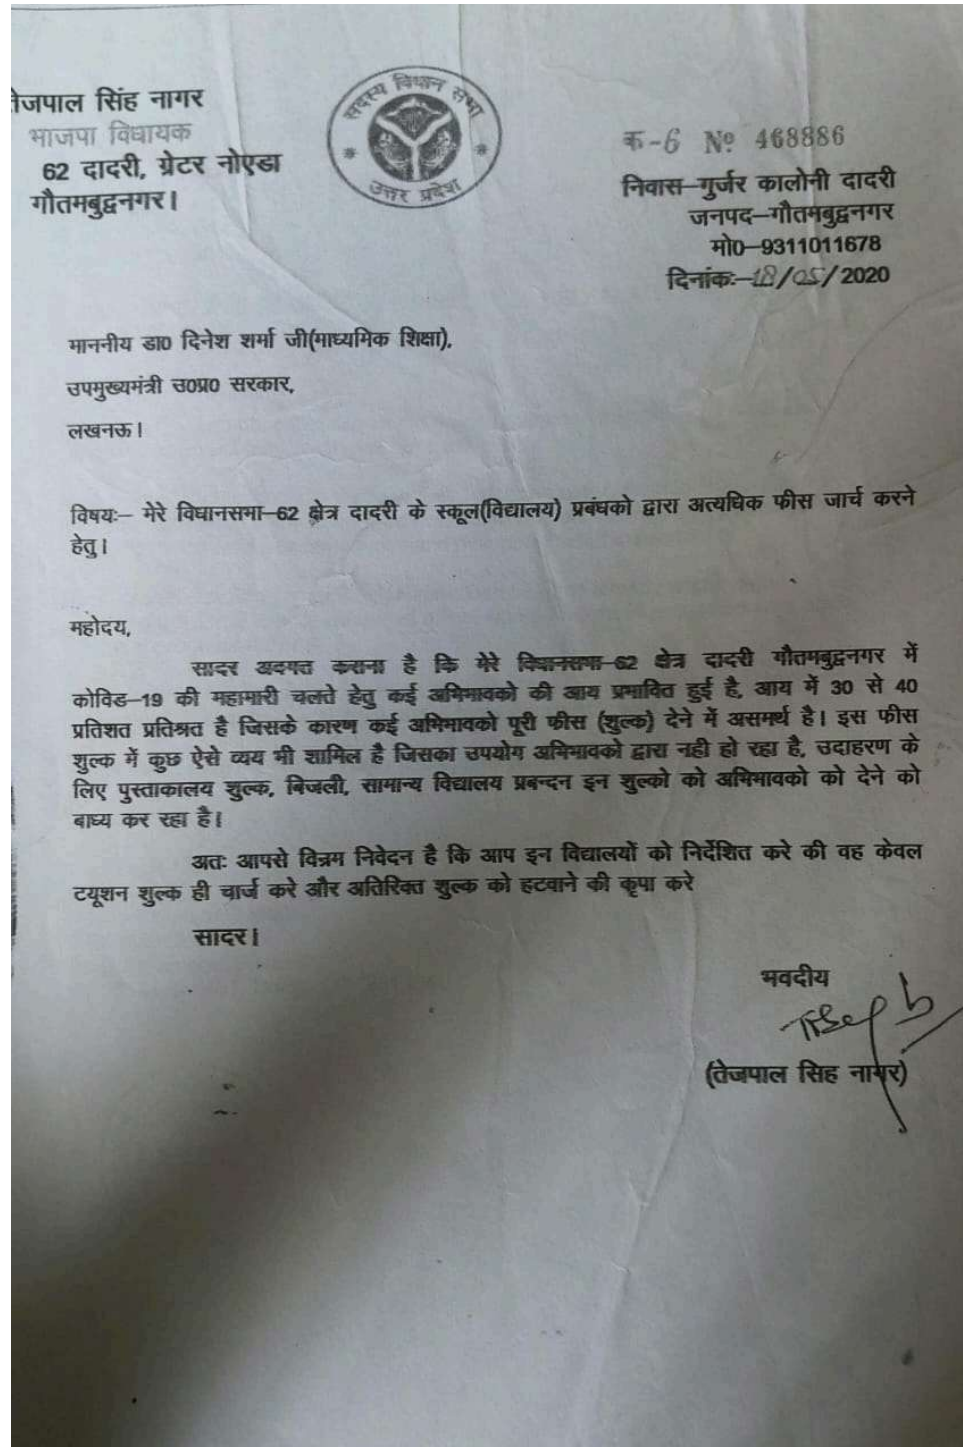 तेजपाल सिंह नागर
भाजपा विधायक
62 दादरी, ग्रेटर नोएडा
गौतमबुद्वनगर।
सदस्य विधान सभा
उत्तर प्रदेश
क-6 № 468886
निवास–गुर्जर कालोनी दादरी
जनपद–गौतमबुद्वनगर
मो0–9311011678
दिनांकः–18/05/2020
माननीय डा0 दिनेश शर्मा जी(माध्यमिक शिक्षा),
उपमुख्यमंत्री उ0प्र0 सरकार,
लखनऊ।
विषयः– मेरे विधानसभा–62 क्षेत्र दादरी के स्कूल(विद्यालय) प्रबंधको द्वारा अत्यधिक फीस जार्च करने
हेतु।
महोदय,
सादर अवगत कराना है कि मेरे विधानसभा–62 क्षेत्र दादरी गौतमबुद्वनगर में
कोविड–19 की महामारी चलते हेतु कई अभिभावको की आय प्रभावित हुई है, आय में 30 से 40
प्रतिशत प्रतिश्रत है जिसके कारण कई अभिभावको पूरी फीस (शुल्क) देने में असमर्थ है। इस फीस
शुल्क में कुछ ऐसे व्यय भी शामिल है जिसका उपयोग अभिभावको द्वारा नही हो रहा है, उदाहरण के
लिए पुस्ताकालय शुल्क, बिजली, सामान्य विद्यालय प्रबन्दन इन शुल्को को अभिभावको को देने को
बाध्य कर रहा है।
अतः आपसे विन्रम निवेदन है कि आप इन विद्यालयों को निर्देशित करे की वह केवल
टयूशन शुल्क ही चार्ज करे और अतिरिक्त शुल्क को हटवाने की कृपा करे
सादर।
भवदीय
(तेजपाल सिह नागर)